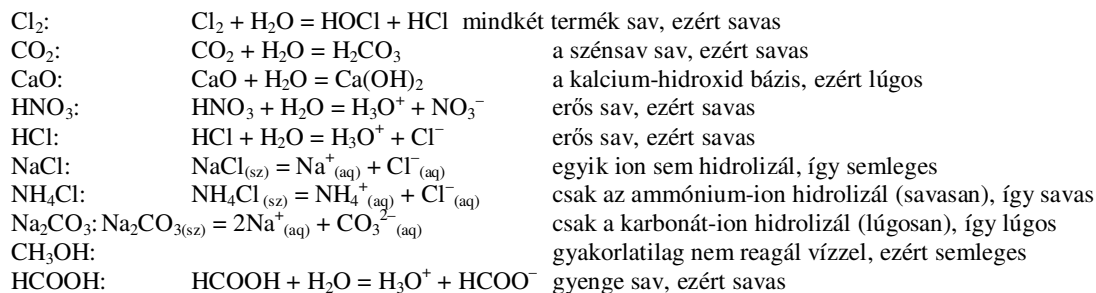 Cl₂: Cl₂ + H₂O = HOCl + HCl mindkét termék sav, ezért savas
CO₂: CO₂ + H₂O = H₂CO₃ a szénsav sav, ezért savas
CaO: CaO + H₂O = Ca(OH)₂ a kalcium-hidroxid bázis, ezért lúgos
HNO₃: HNO₃ + H₂O = H₃O⁺ + NO₃⁻ erős sav, ezért savas
HCl: HCl + H₂O = H₃O⁺ + Cl⁻ erős sav, ezért savas
NaCl: NaCl₍sz₎ = Na⁺₍aq₎ + Cl⁻₍aq₎ egyik ion sem hidrolizál, így semleges
NH₄Cl: NH₄Cl₍sz₎ = NH₄⁺₍aq₎ + Cl⁻₍aq₎ csak az ammónium-ion hidrolizál (savasan), így savas
Na₂CO₃: Na₂CO₃₍sz₎ = 2Na⁺₍aq₎ + CO₃²⁻₍aq₎ csak a karbonát-ion hidrolizál (lúgosan), így lúgos
CH₃OH: gyakorlatilag nem reagál vízzel, ezért semleges
HCOOH: HCOOH + H₂O = H₃O⁺ + HCOO⁻ gyenge sav, ezért savas